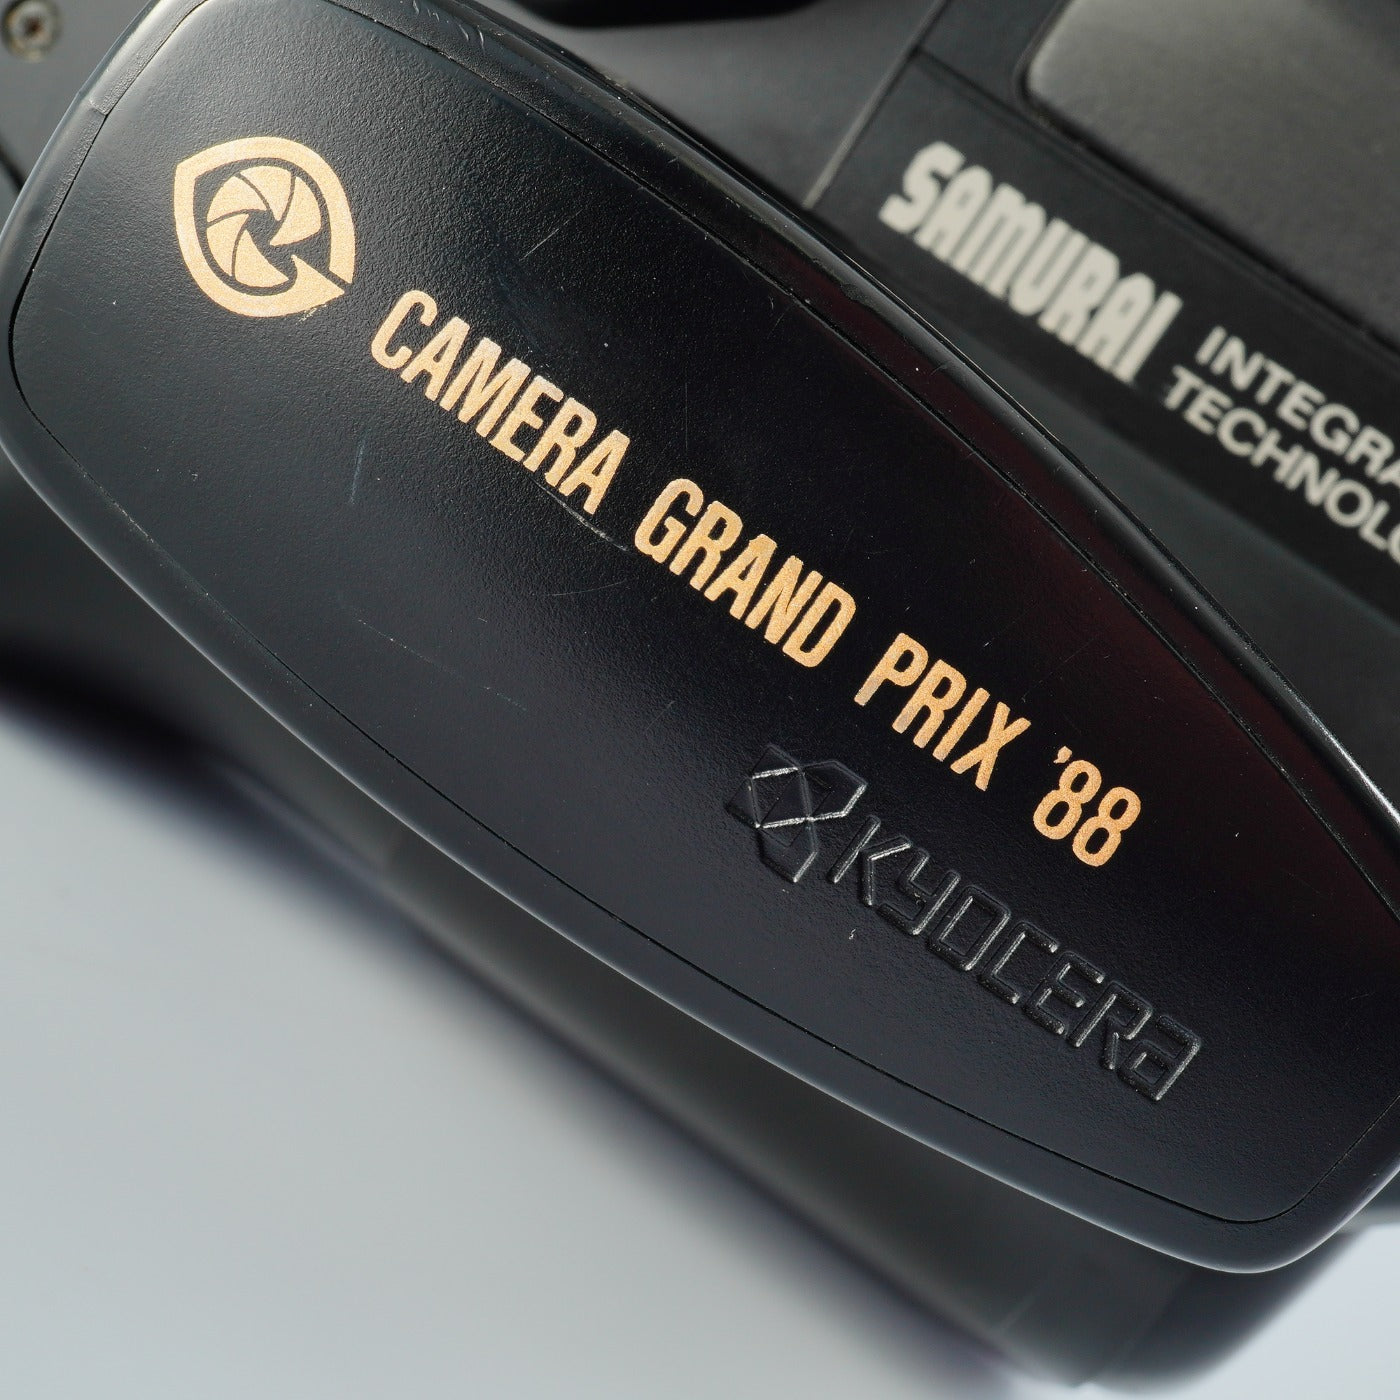 CAMERA GRAND PRIX '88
KYOCERA
SAMURAI